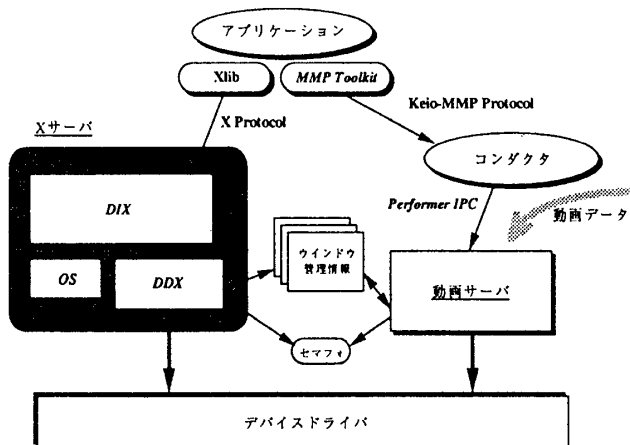 アプリケーション
Xlib
MMP Toolkit
Keio-MMP Protocol
X Protocol
Xサーバ
コンダクタ
DIX
Performer IPC
動画データ
ウインドウ
管理情報
OS
DDX
動画サーバ
セマフォ
デバイスドライバ